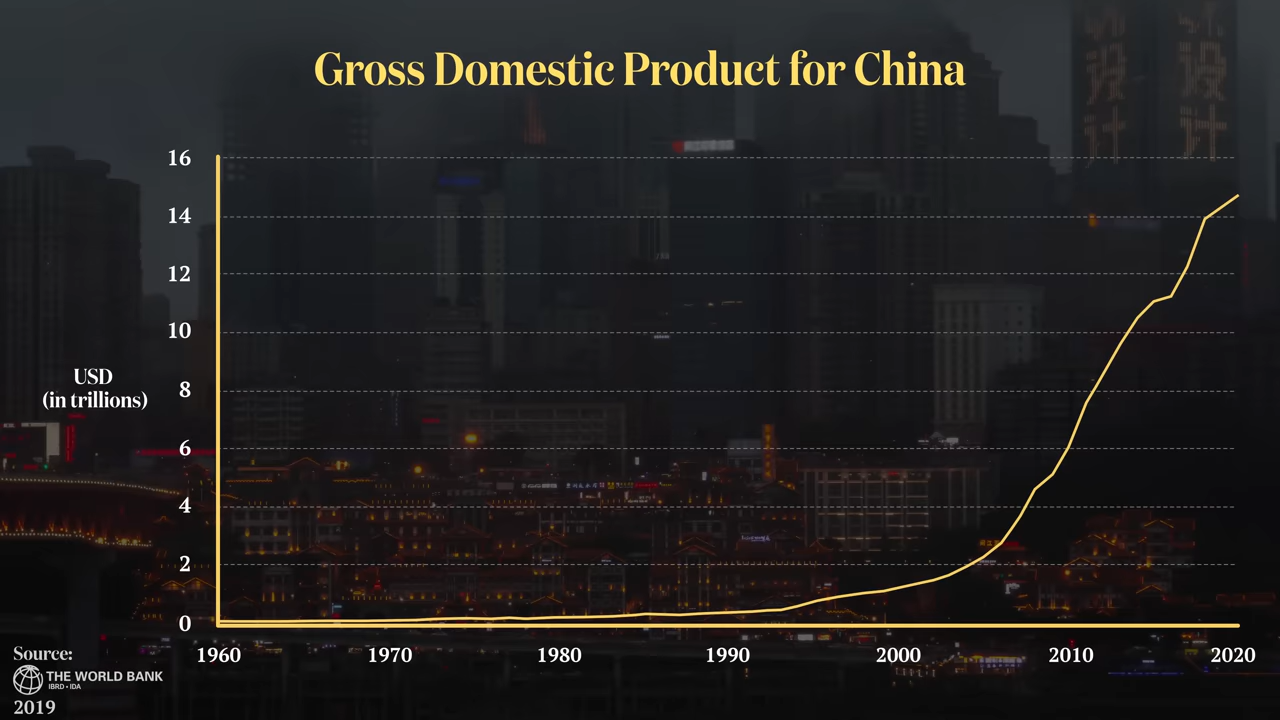 Gross Domestic Product for China
设 设
计 计
16
14
12
10
USD
(in trillions)
8
6
4
2
0
1960 1970 1980 1990 2000 2010 2020
Source:
THE WORLD BANK
IBRD • IDA
2019